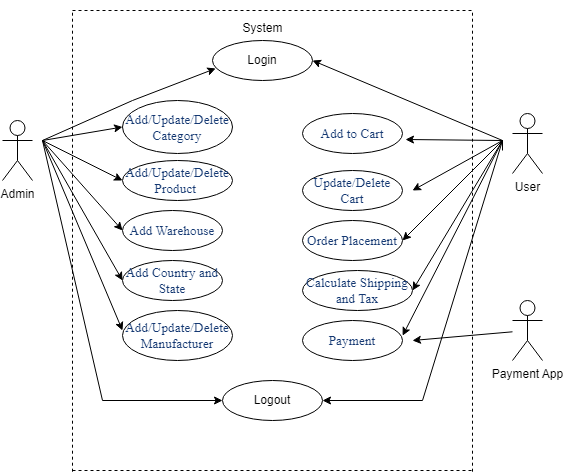 System
Login
Add/Update/Delete
Category
Add to Cart
Admin
User
Add/Update/Delete
Product
Update/Delete
Cart
Add Warehouse
Order Placement
Add Country and
State
Calculate Shipping
and Tax
Add/Update/Delete
Manufacturer
Payment
Payment App
Logout